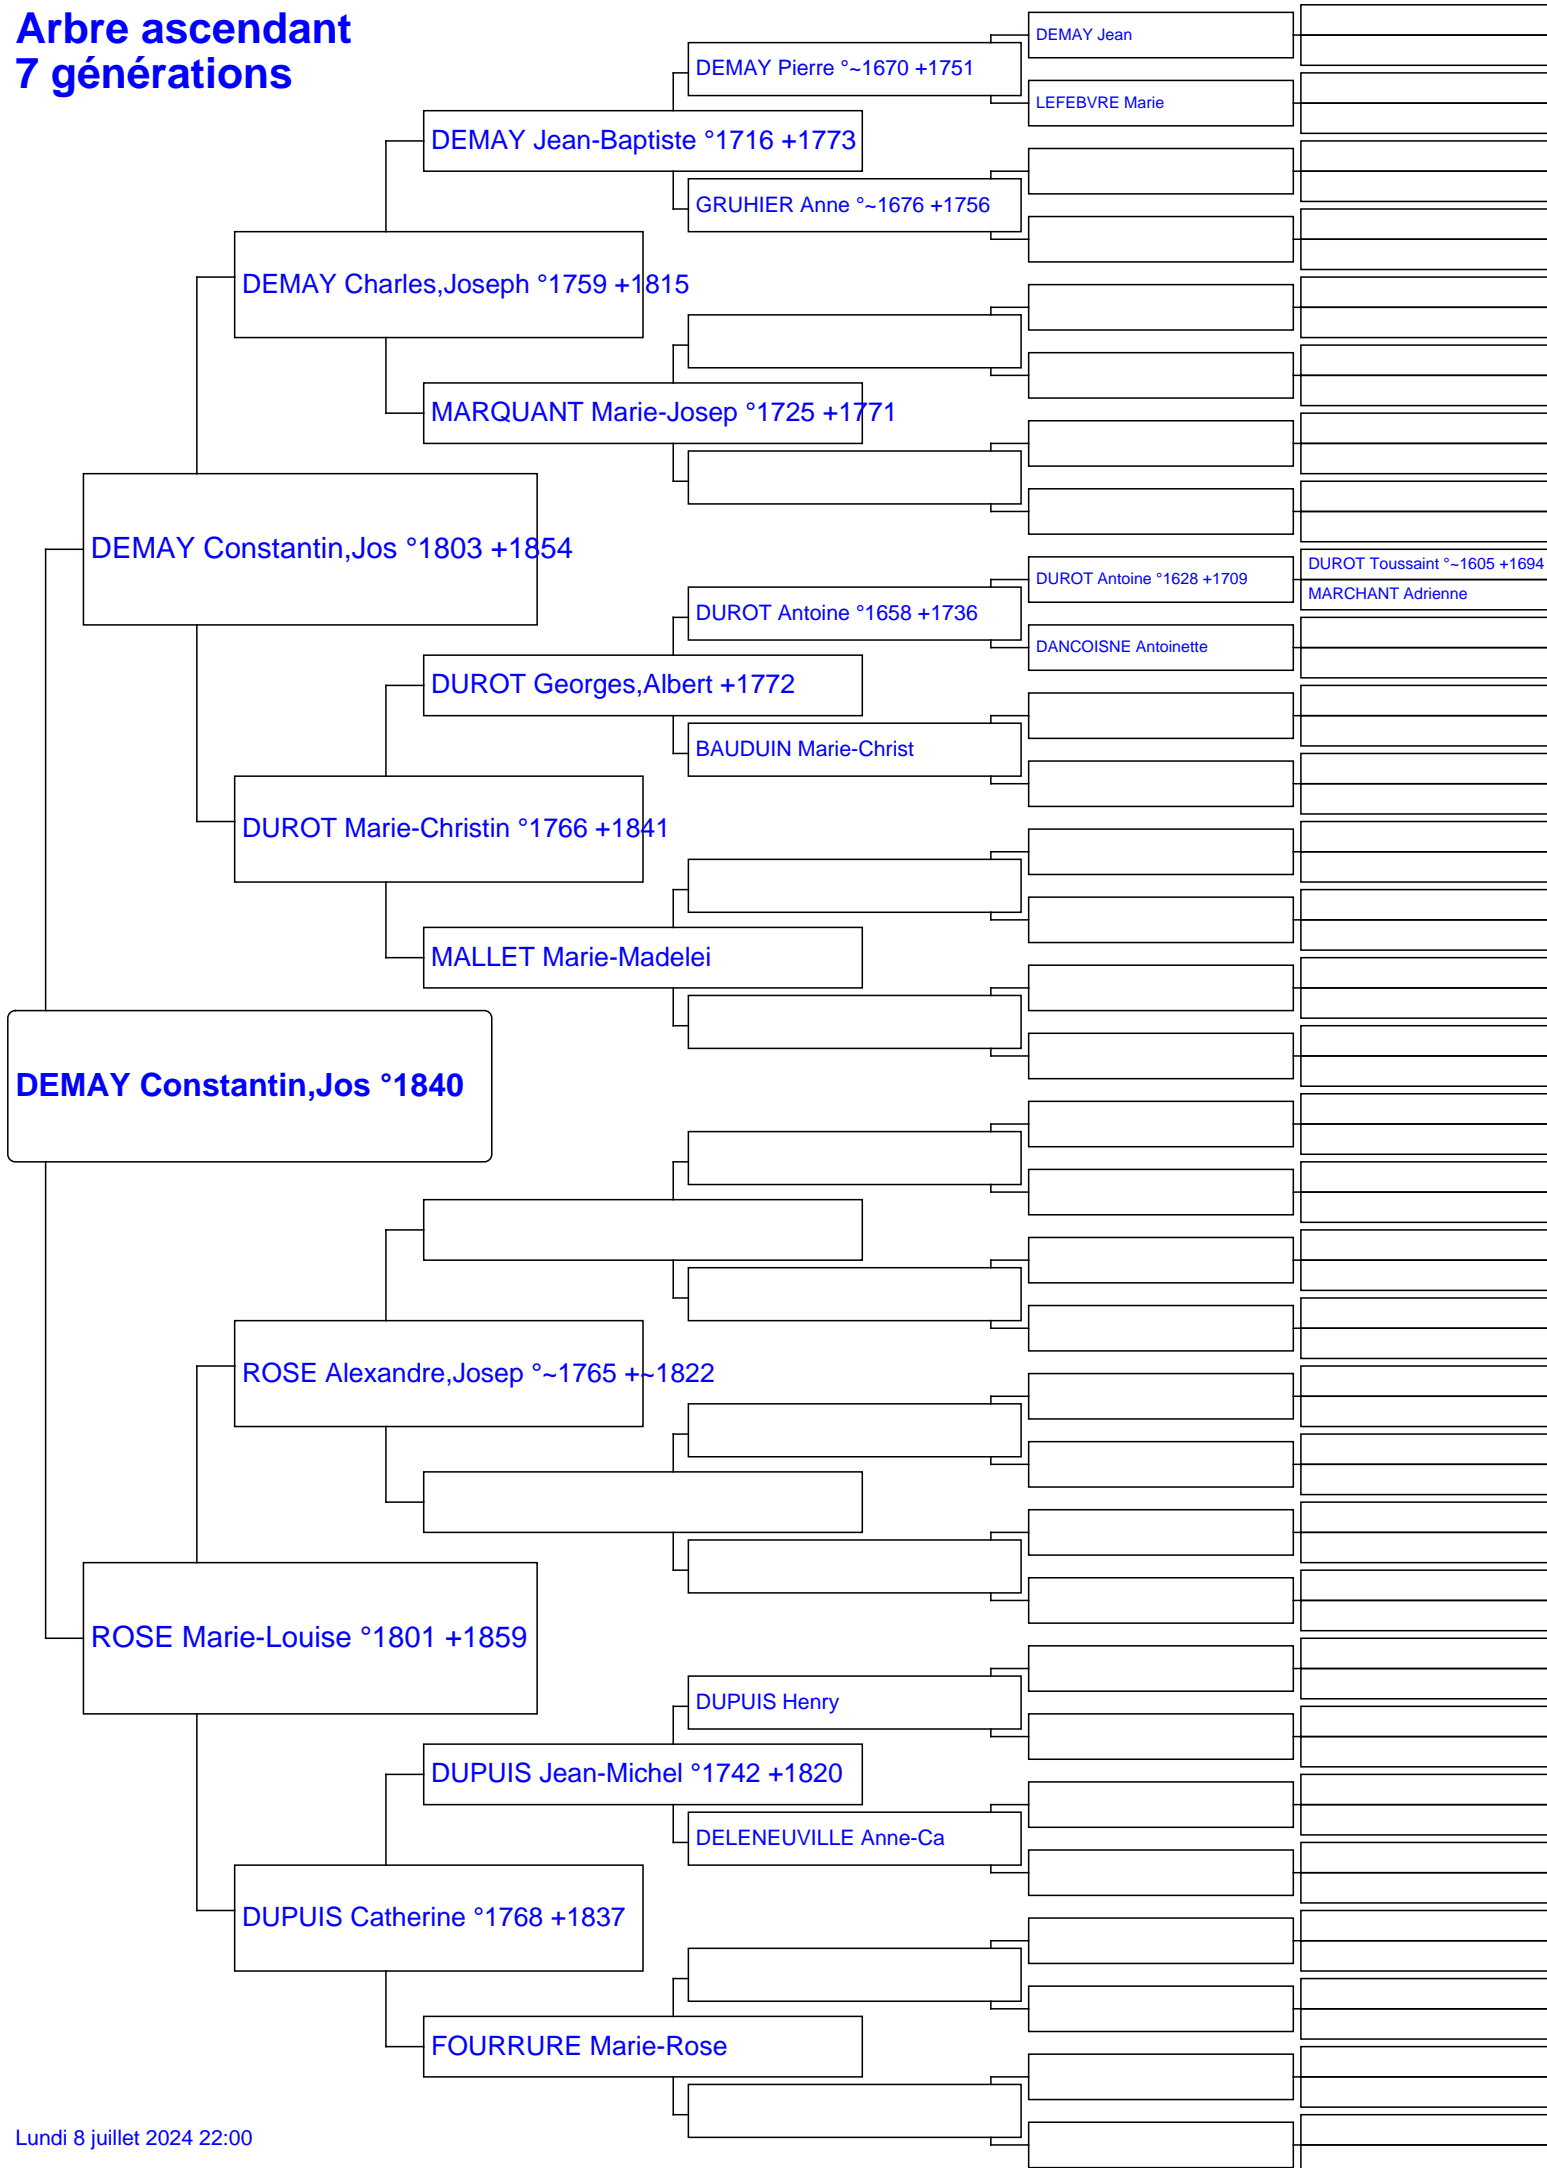 Arbre ascendant
7 générations
DEMAY Jean
DEMAY Pierre °~1670 +1751
LEFEBVRE Marie
DEMAY Jean-Baptiste °1716 +1773
GRUHIER Anne °~1676 +1756
DEMAY Charles,Joseph °1759 +1815
MARQUANT Marie-Josep °1725 +1771
DEMAY Constantin,Jos °1803 +1854
DUROT Toussaint °~1605 +1694
DUROT Antoine °1628 +1709
MARCHANT Adrienne
DUROT Antoine °1658 +1736
DANCOISNE Antoinette
DUROT Georges,Albert +1772
BAUDUIN Marie-Christ
DUROT Marie-Christin °1766 +1841
MALLET Marie-Madelei
DEMAY Constantin,Jos °1840
ROSE Alexandre,Josep °~1765 +~1822
ROSE Marie-Louise °1801 +1859
DUPUIS Henry
DUPUIS Jean-Michel °1742 +1820
DELENEUVILLE Anne-Ca
DUPUIS Catherine °1768 +1837
FOURRURE Marie-Rose
Lundi 8 juillet 2024 22:00